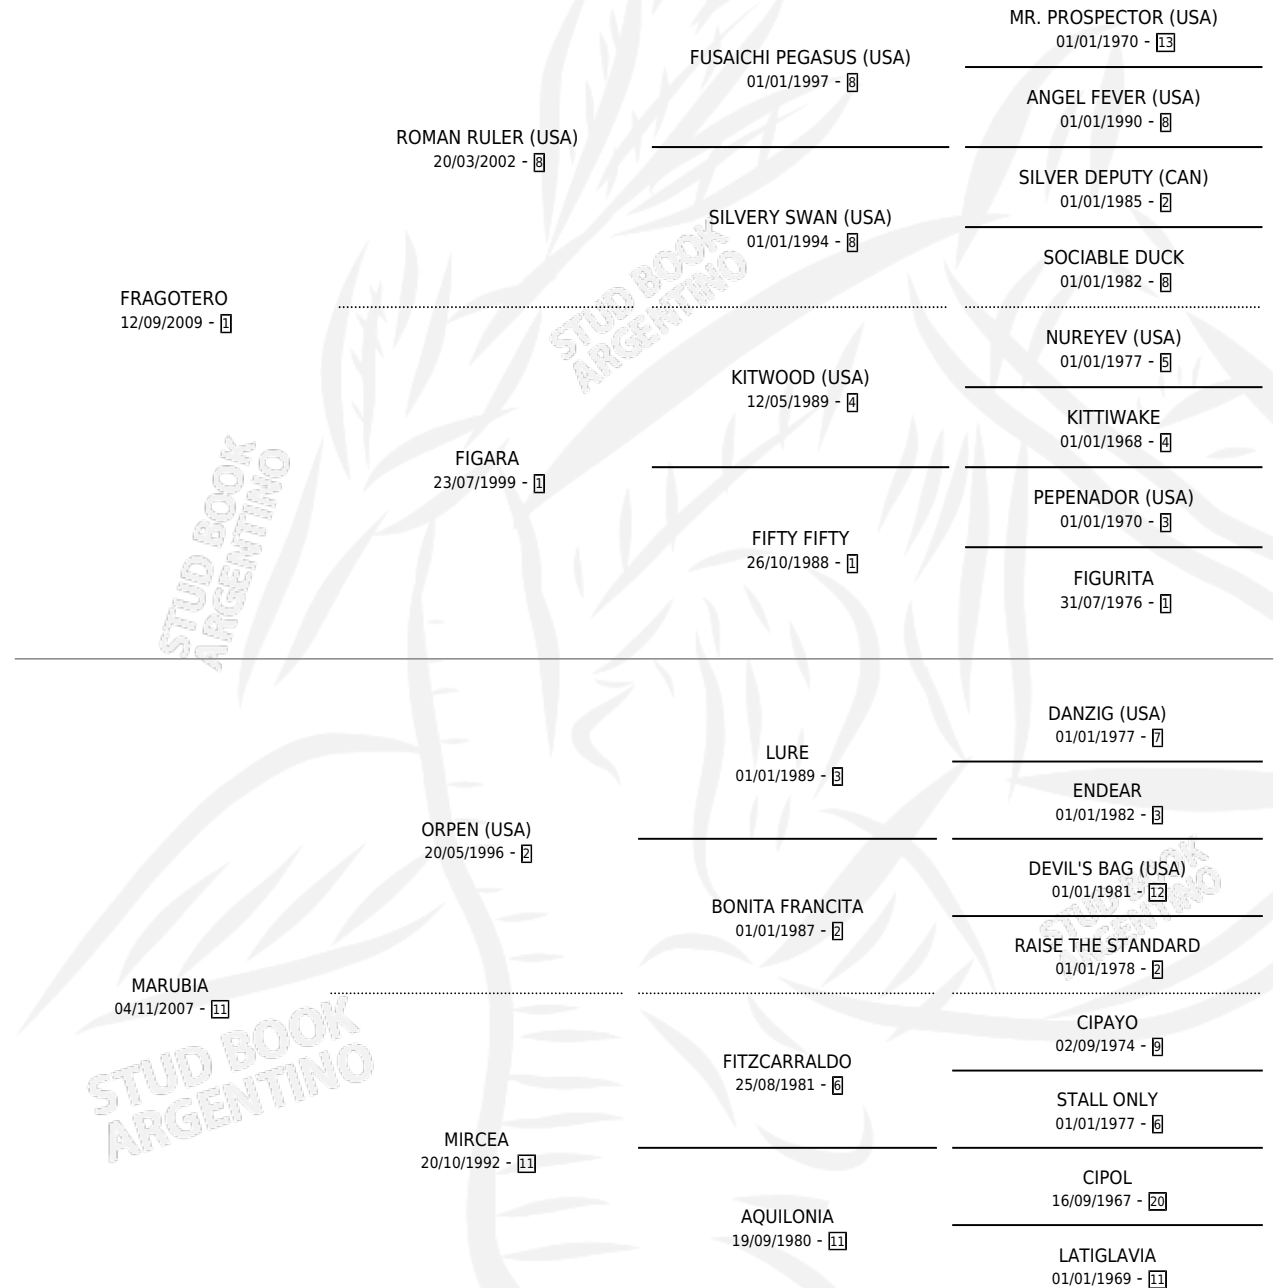 MR. PROSPECTOR (USA)
01/01/1970 - 13
FUSAICHI PEGASUS (USA)
01/01/1997 - 8
ANGEL FEVER (USA)
01/01/1990 - 8
ROMAN RULER (USA)
20/03/2002 - 8
SILVER DEPUTY (CAN)
01/01/1985 - 2
SILVERY SWAN (USA)
01/01/1994 - 8
SOCIABLE DUCK
01/01/1982 - 8
FRAGOTERO
12/09/2009 - 1
NUREYEV (USA)
01/01/1977 - 5
KITWOOD (USA)
12/05/1989 - 4
KITTIWAKE
01/01/1968 - 4
FIGARA
23/07/1999 - 1
PEPENADOR (USA)
01/01/1970 - 3
FIFTY FIFTY
26/10/1988 - 1
FIGURITA
31/07/1976 - 1
DANZIG (USA)
01/01/1977 - 7
LURE
01/01/1989 - 3
ENDEAR
01/01/1982 - 3
ORPEN (USA)
20/05/1996 - 2
DEVIL'S BAG (USA)
01/01/1981 - 12
BONITA FRANCITA
01/01/1987 - 2
RAISE THE STANDARD
01/01/1978 - 2
MARUBIA
04/11/2007 - 11
CIPAYO
02/09/1974 - 9
FITZCARRALDO
25/08/1981 - 6
STALL ONLY
01/01/1977 - 6
MIRCEA
20/10/1992 - 11
CIPOL
16/09/1967 - 20
AQUILONIA
19/09/1980 - 11
LATIGLAVIA
01/01/1969 - 11
STUD BOOK
ARGENTINO
STUD BOOK
ARGENTINO
STUD BOOK
ARGENTINO
STUD BOOK
ARGENTINO